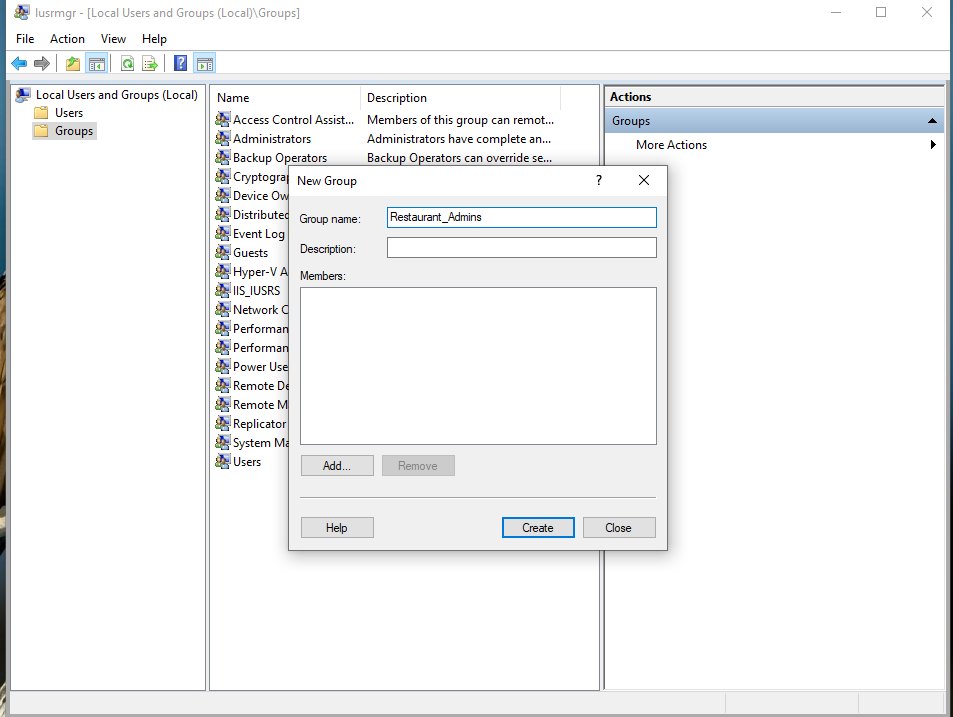 lusrmgr - [Local Users and Groups (Local)\Groups]
File Action View Help
Local Users and Groups (Local)
Users
Groups
Name Description
Access Control Assist... Members of this group can remot...
Administrators Administrators have complete an...
Backup Operators Backup Operators can override se...
Cryptogra
Device Ow
Distributed
Event Log
Guests
Hyper-V A
IIS_IUSRS
Network C
Performan
Performan
Power Use
Remote De
Remote M
Replicator
System Ma
Users
New Group
?
Group name: Restaurant_Admins
Description:
Members:
Add... Remove
Help Create Close
Actions
Groups
More Actions